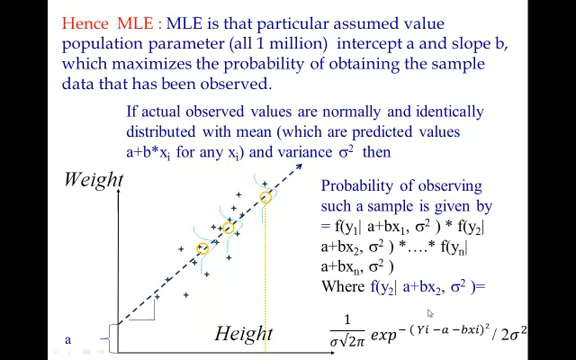 Hence MLE : MLE is that particular assumed value
population parameter (all 1 million) intercept a and slope b,
which maximizes the probability of obtaining the sample
data that has been observed.
If actual observed values are normally and identically
distributed with mean (which are predicted values
a+b*xᵢ for any xᵢ) and variance σ² then
Weight
Probability of observing
such a sample is given by
= f(y₁| a+bx₁, σ² ) * f(y₂|
a+bx₂, σ² ) *….* f(yₙ|
a+bxₙ, σ² )
Where f(y₂| a+bx₂, σ² )=
1/(σ√2π) exp^−(Yi −a −bxi)² / 2σ²
a
Height